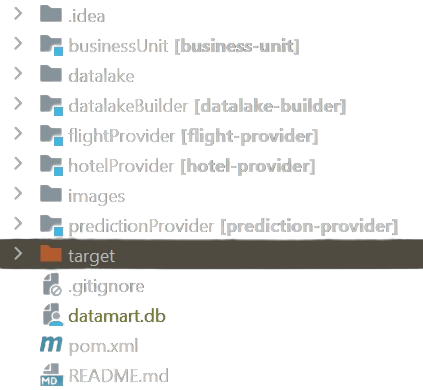 .idea
businessUnit [business-unit]
datalake
datalakeBuilder [datalake-builder]
flightProvider [flight-provider]
hotelProvider [hotel-provider]
images
predictionProvider [prediction-provider]
target
.gitignore
datamart.db
m pom.xml
MD README.md